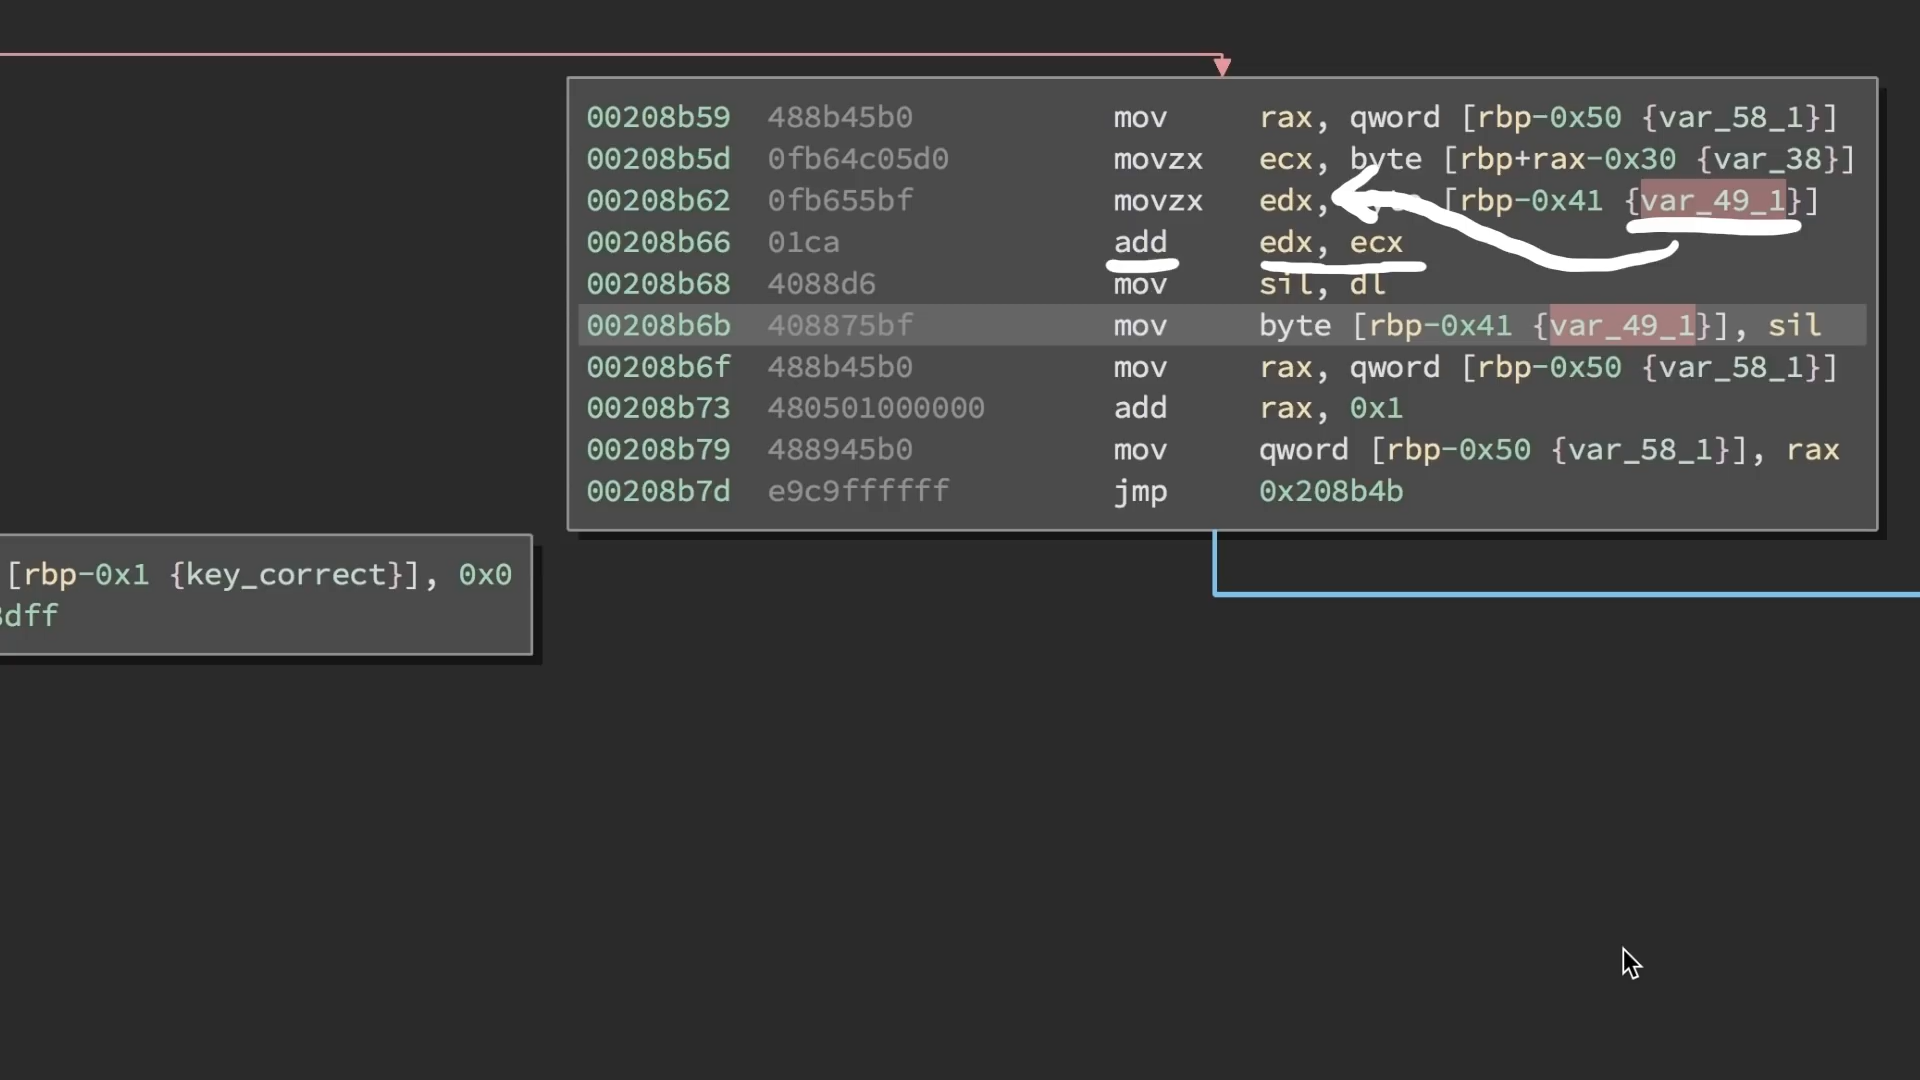 00208b59 488b45b0 mov rax, qword [rbp-0x50 {var_58_1}]
00208b5d 0fb64c05d0 movzx ecx, byte [rbp+rax-0x30 {var_38}]
00208b62 0fb655bf movzx edx, [rbp-0x41 {var_49_1}]
00208b66 01ca add edx, ecx
00208b68 4088d6 mov sil, dl
00208b6b 408875bf mov byte [rbp-0x41 {var_49_1}], sil
00208b6f 488b45b0 mov rax, qword [rbp-0x50 {var_58_1}]
00208b73 480501000000 add rax, 0x1
00208b79 488945b0 mov qword [rbp-0x50 {var_58_1}], rax
00208b7d e9c9ffffff jmp 0x208b4b
[rbp-0x1 {key_correct}], 0x0
8dff